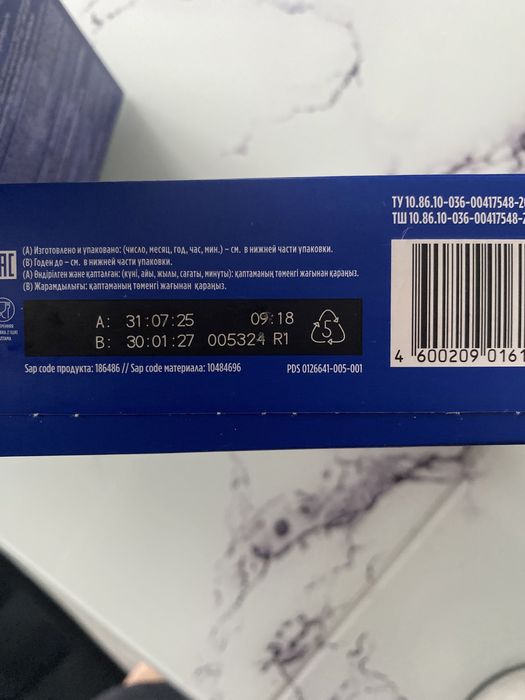 ТУ 10.86.10-036-00417548-20
ТШ 10.86.10-036-00417548-2
(А) Изготовлено и упаковано: (число, месяц, год, час, мин.) – см. в нижней части упаковки.
(В) Годен до – см. в нижней части упаковки.
(А) Өндірілген және қапталған: (күні, айы, жылы, сағаты, минуты): қаптаманың төменгі жағынан қараңыз.
(В) Жарамдылығы: қаптаманың төменгі жағынан қараңыз.
A: 31:07:25 09:18
B: 30:01:27 005324 R1
5
4 600209 0161
Sap code продукта: 186486 // Sap code материала: 10484696
PDS 0126641-005-001